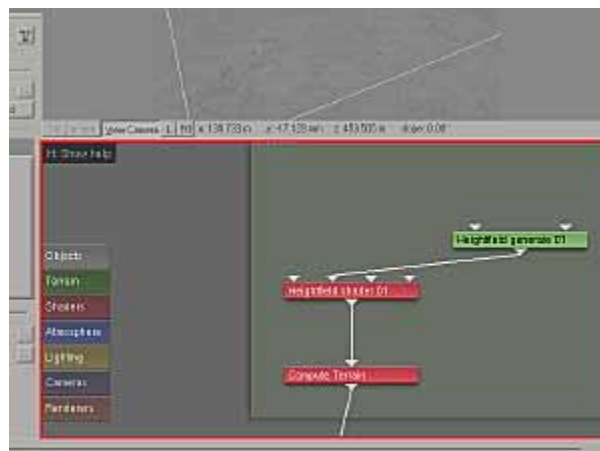 View Camera
H: Show help
Heightfield generate 01
Objects
Terrain
Heightfield shader 01
Shaders
Atmosphere
Lighting
Compute Terrain
Cameras
Renderers